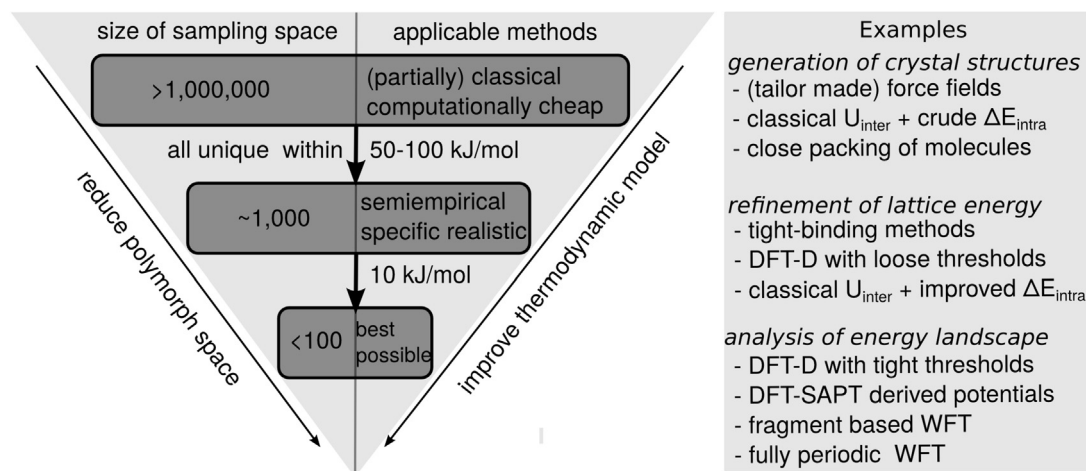 size of sampling space
applicable methods
>1,000,000
(partially) classical
computationally cheap
all unique within
50-100 kJ/mol
~1,000
semiempirical
specific realistic
10 kJ/mol
<100
best
possible
reduce polymorph space
improve thermodynamic model
Examples
generation of crystal structures
- (tailor made) force fields
- classical U_inter + crude ΔE_intra
- close packing of molecules
refinement of lattice energy
- tight-binding methods
- DFT-D with loose thresholds
- classical U_inter + improved ΔE_intra
analysis of energy landscape
- DFT-D with tight thresholds
- DFT-SAPT derived potentials
- fragment based WFT
- fully periodic WFT